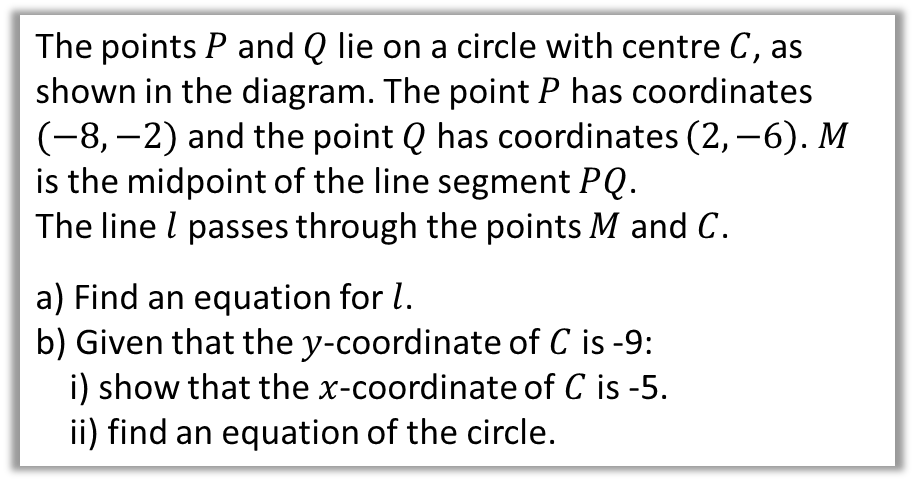 The points P and Q lie on a circle with centre C, as
shown in the diagram. The point P has coordinates
(−8, −2) and the point Q has coordinates (2, −6). M
is the midpoint of the line segment PQ.
The line l passes through the points M and C.
a) Find an equation for l.
b) Given that the y-coordinate of C is -9:
i) show that the x-coordinate of C is -5.
ii) find an equation of the circle.